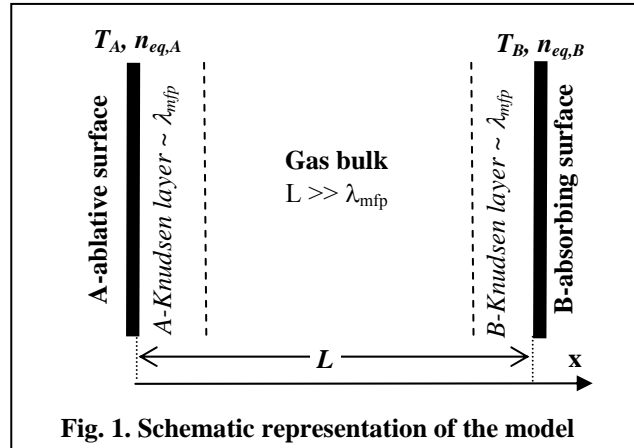 T_A, n_eq,A
T_B, n_eq,B
A-ablative surface
A-Knudsen layer ~ λ_mfp
Gas bulk
L >> λ_mfp
B-Knudsen layer ~ λ_mfp
B-absorbing surface
L
x
Fig. 1. Schematic representation of the model